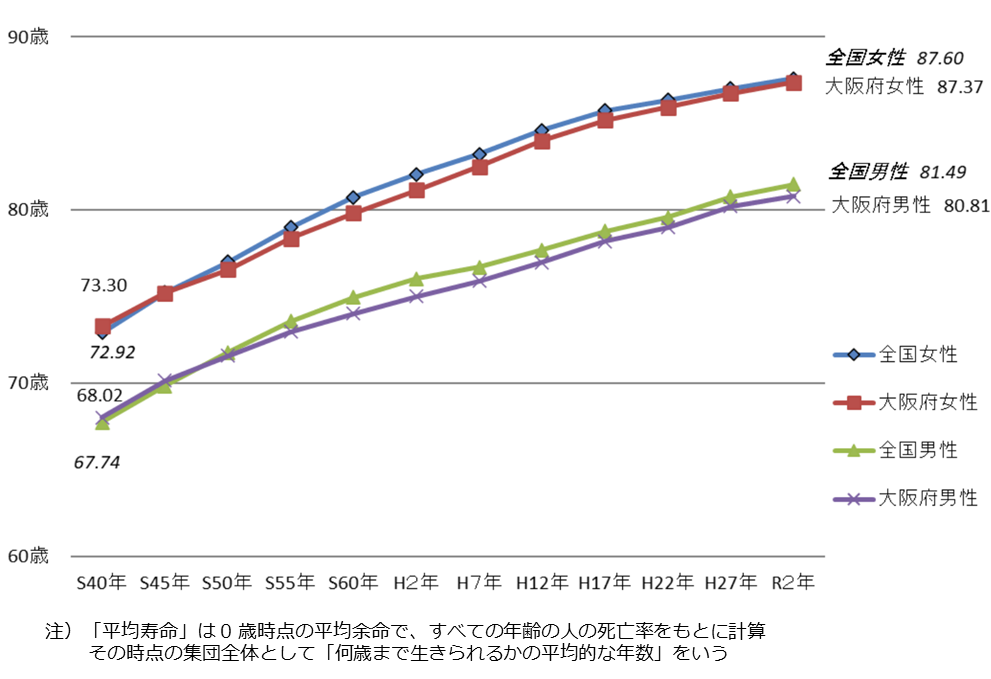 90歳
80歳
70歳
60歳
全国女性 87.60
大阪府女性 87.37
全国男性 81.49
大阪府男性 80.81
73.30
72.92
68.02
67.74
全国女性
大阪府女性
全国男性
大阪府男性
S40年 S45年 S50年 S55年 S60年 H2年 H7年 H12年 H17年 H22年 H27年 R2年
注）「平均寿命」は０歳時点の平均余命で、すべての年齢の人の死亡率をもとに計算
その時点の集団全体として「何歳まで生きられるかの平均的な年数」をいう